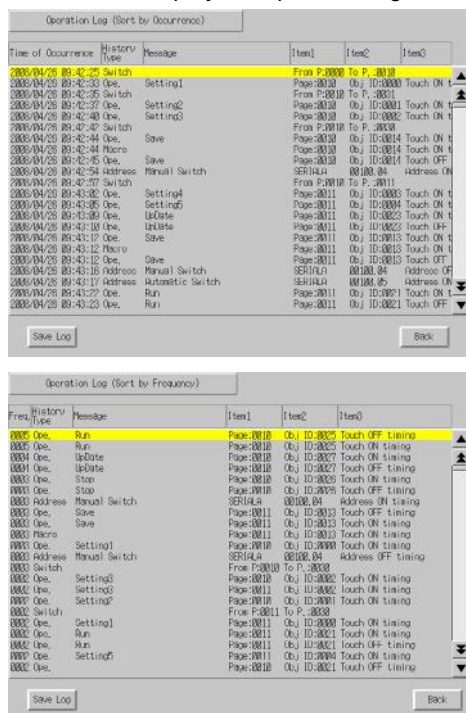 Operation Log (Sort by Occurrence)
Time of Occurrence History Type Message Item1 Item2 Item3
2008/04/26 09:42:25 Switch From P:0000 To P. :0010
2008/04/26 09:42:33 Ope. Setting1 Page:0010 Obj ID:0000 Touch ON t
2008/04/26 09:42:35 Switch From P:0010 To P. :0031
2008/04/26 09:42:37 Ope. Setting2 Page:0010 Obj ID:0001 Touch ON t
2008/04/26 09:42:40 Ope. Setting3 Page:0010 Obj ID:0002 Touch ON t
2008/04/26 09:42:42 Switch From P:0010 To P. :0030
2008/04/26 09:42:44 Ope. Save Page:0010 Obj ID:0014 Touch ON t
2008/04/26 09:42:44 Macro Page:0010 Obj ID:0014 Touch ON t
2008/04/26 09:42:45 Ope. Save Page:0010 Obj ID:0014 Touch OFF
2008/04/26 09:42:54 Address Manual Switch SERIALA 00100.04 Address ON
2008/04/26 09:42:57 Switch From P:0010 To P. :0011
2008/04/26 09:43:02 Ope. Setting4 Page:0011 Obj ID:0003 Touch ON t
2008/04/26 09:43:05 Ope. Setting5 Page:0011 Obj ID:0004 Touch ON t
2008/04/26 09:43:09 Ope. UpDate Page:0011 Obj ID:0023 Touch ON t
2008/04/26 09:43:10 Ope. UpDate Page:0011 Obj ID:0023 Touch OFF
2008/04/26 09:43:12 Ope. Save Page:0011 Obj ID:0013 Touch ON t
2008/04/26 09:43:12 Macro Page:0011 Obj ID:0013 Touch ON t
2008/04/26 09:43:12 Ope. Save Page:0011 Obj ID:0013 Touch OFF
2008/04/26 09:43:16 Address Manual Switch SERIALA 00100.04 Address OF
2008/04/26 09:43:17 Address Automatic Switch SERIALA 00100.05 Address ON
2008/04/26 09:43:22 Ope. Run Page:0011 Obj ID:0021 Touch ON t
2008/04/26 09:43:23 Ope. Run Page:0011 Obj ID:0021 Touch OFF
Save Log Back
Operation Log (Sort by Frequency)
Freq. History Type Message Item1 Item2 Item3
0005 Ope. Run Page:0010 Obj ID:0025 Touch OFF timing
0005 Ope. Run Page:0010 Obj ID:0025 Touch ON timing
0004 Ope. UpDate Page:0010 Obj ID:0027 Touch ON timing
0004 Ope. UpDate Page:0010 Obj ID:0027 Touch OFF timing
0003 Ope. Stop Page:0010 Obj ID:0026 Touch ON timing
0003 Ope. Stop Page:0010 Obj ID:0026 Touch OFF timing
0003 Address Manual Switch SERIALA 00100.04 Address ON timing
0003 Ope. Save Page:0011 Obj ID:0013 Touch OFF timing
0003 Ope. Save Page:0011 Obj ID:0013 Touch ON timing
0003 Macro Page:0011 Obj ID:0013 Touch ON timing
0003 Ope. Setting1 Page:0010 Obj ID:0000 Touch ON timing
0003 Address Manual Switch SERIALA 00100.04 Address OFF timing
0003 Switch From P:0010 To P. :0030
0002 Ope. Setting3 Page:0010 Obj ID:0002 Touch ON timing
0002 Ope. Setting3 Page:0011 Obj ID:0002 Touch ON timing
0002 Ope. Setting2 Page:0010 Obj ID:0001 Touch ON timing
0002 Switch From P:0011 To P. :0030
0002 Ope. Setting1 Page:0011 Obj ID:0000 Touch ON timing
0002 Ope. Run Page:0011 Obj ID:0021 Touch ON timing
0002 Ope. Run Page:0011 Obj ID:0021 Touch OFF timing
0002 Ope. Setting5 Page:0011 Obj ID:0004 Touch ON timing
0002 Ope. Page:0010 Obj ID:0021 Touch OFF timing
Save Log Back